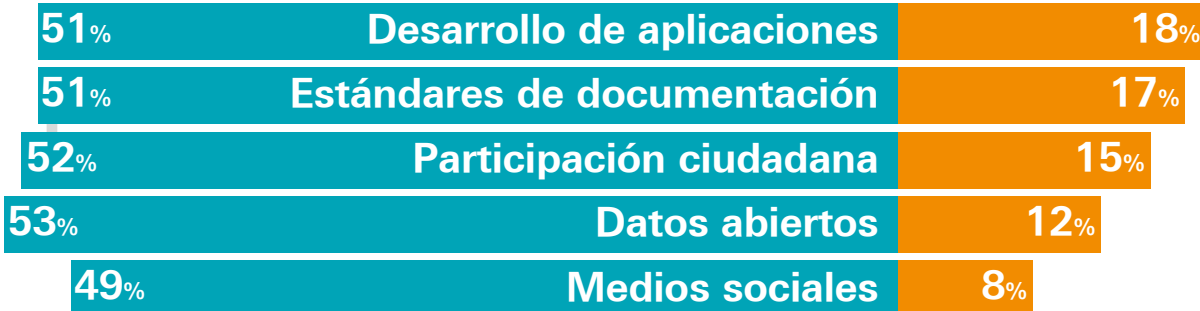 51% Desarrollo de aplicaciones 18%
51% Estándares de documentación 17%
52% Participación ciudadana 15%
53% Datos abiertos 12%
49% Medios sociales 8%